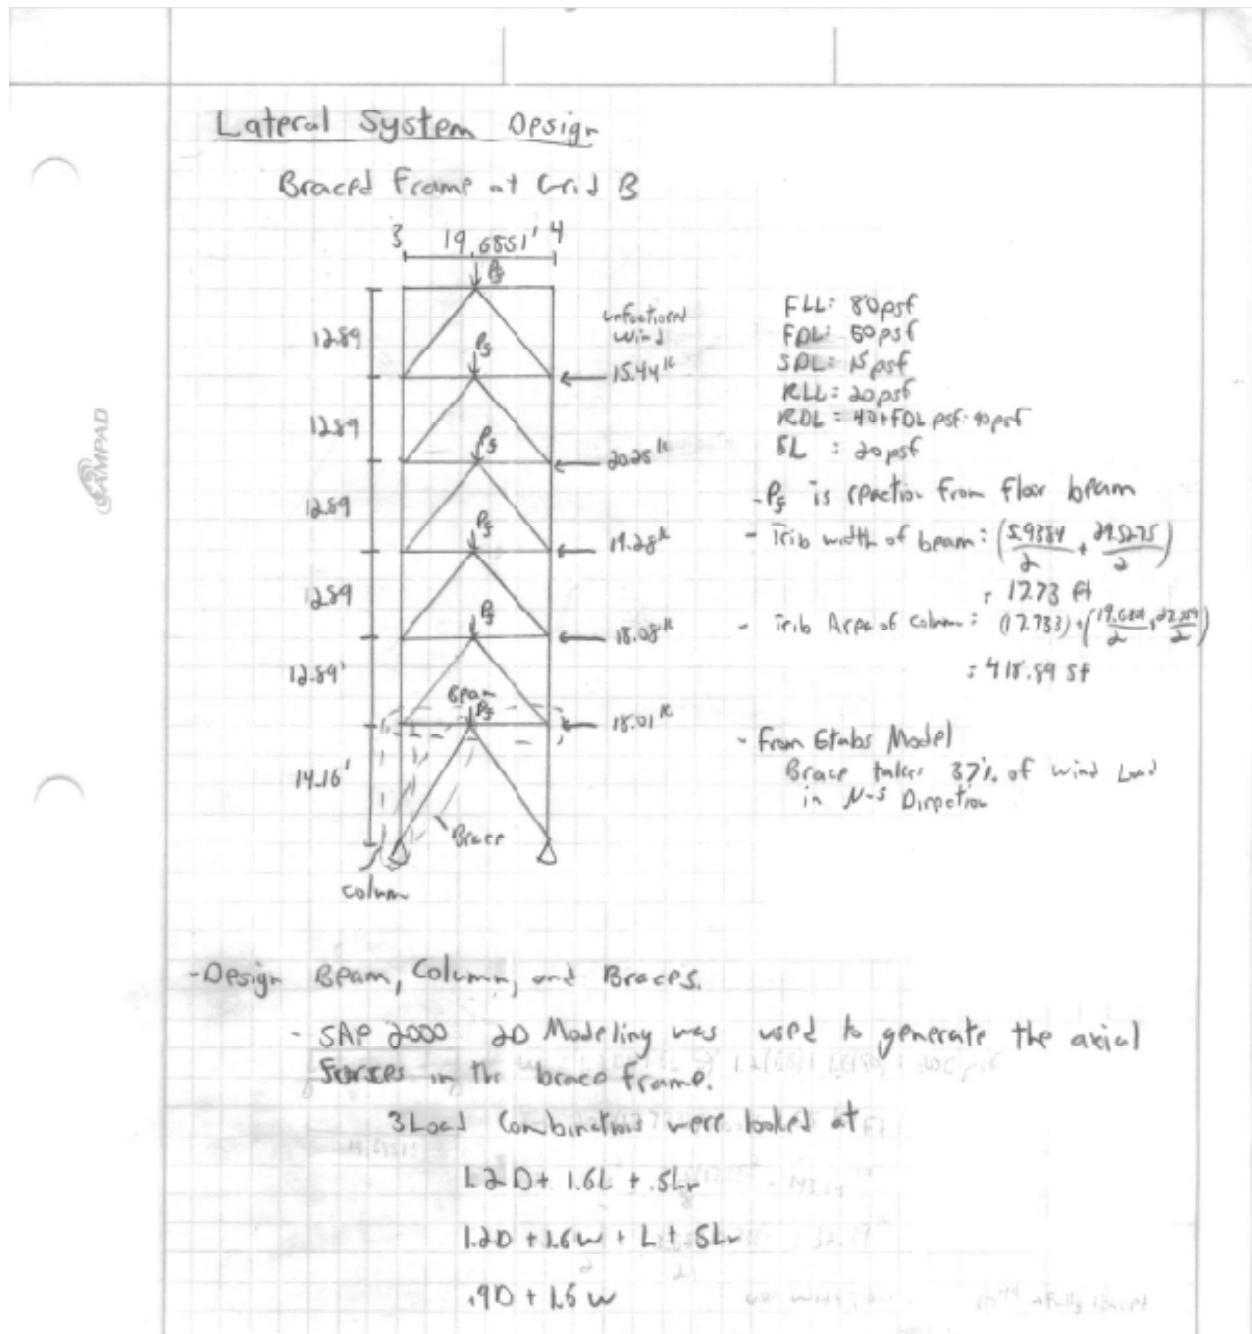 Lateral System Design
Braced Frame at Grid B
3 19.6851' 4
Pf
12.89
unfactored
wind
Pf
15.44k
12.89
Pf
20.25k
12.89
Pf
19.28k
12.89
Pf
18.08k
12.89'
Beam
Pf
18.01k
14.16'
Brace
column
FLL: 80psf
FDL: 50psf
SDL: 15psf
RLL: 20psf
RDL = 40+FDL psf = 90psf
SL : 20psf
- Pf is reaction from floor beam
- Trib width of beam: (5.9384/2 + 29.5275/2)
= 17.73 ft
- Trib Area of column: (17.733)
= 418.89 sf
- From Etabs Model
Brace takes 37% of wind Load
in N-S Direction
-Design Beam, Column, and Braces.
- SAP 2000 2D Modeling was used to generate the axial
forces in the brace frame.
3 Load Combinations were looked at
1.2D + 1.6L + .5Lr
1.2D + 1.6W + L + .5Lr
.9D + 1.6W
CAMPAD